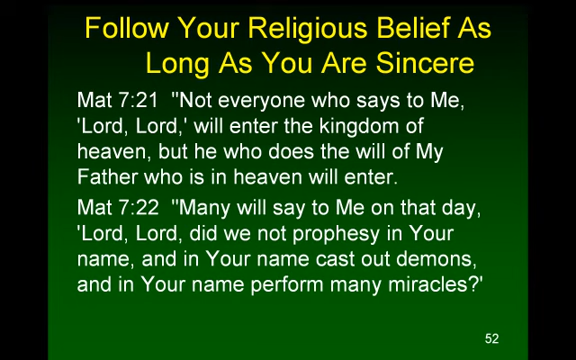 Follow Your Religious Belief As
Long As You Are Sincere
Mat 7:21 "Not everyone who says to Me,
'Lord, Lord,' will enter the kingdom of
heaven, but he who does the will of My
Father who is in heaven will enter.
Mat 7:22 "Many will say to Me on that day,
'Lord, Lord, did we not prophesy in Your
name, and in Your name cast out demons,
and in Your name perform many miracles?'
52